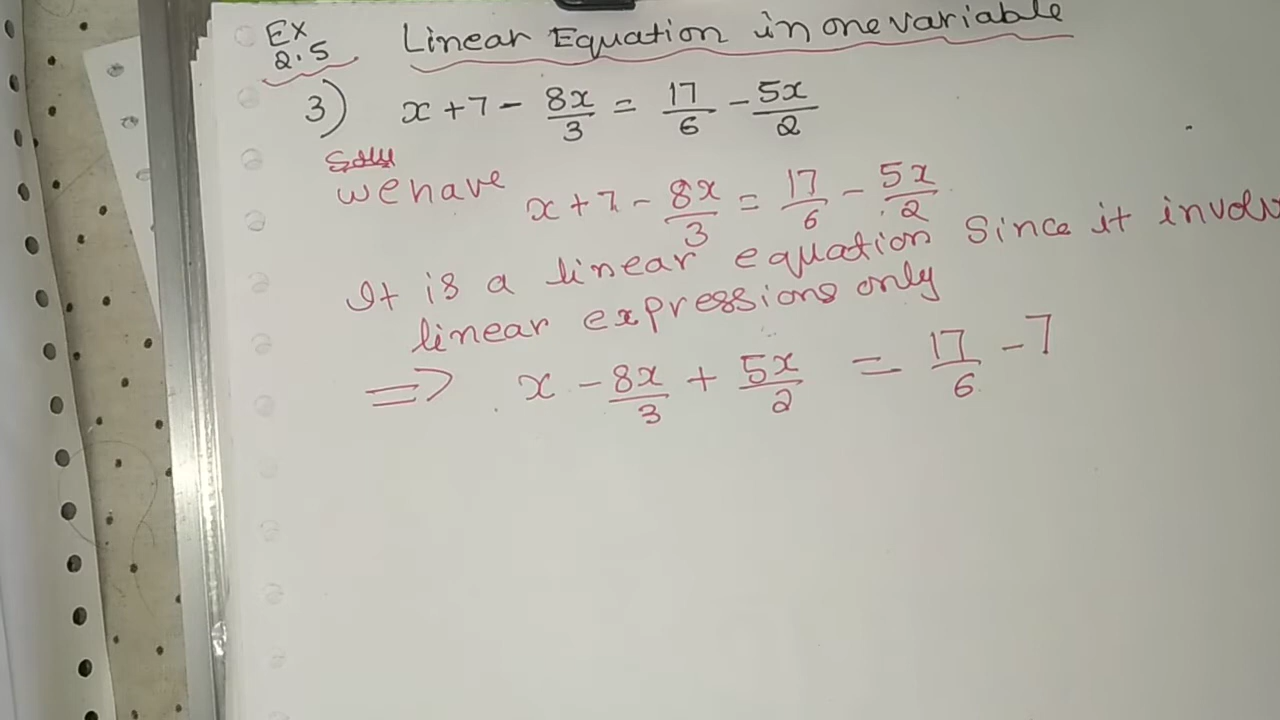 Ex 2.5 Linear Equation in one variable
3) x + 7 - 8x/3 = 17/6 - 5x/2
Soln
we have x + 7 - 8x/3 = 17/6 - 5x/2
It is a linear equation Since it involv
linear expressions only
=> x - 8x/3 + 5x/2 = 17/6 - 7